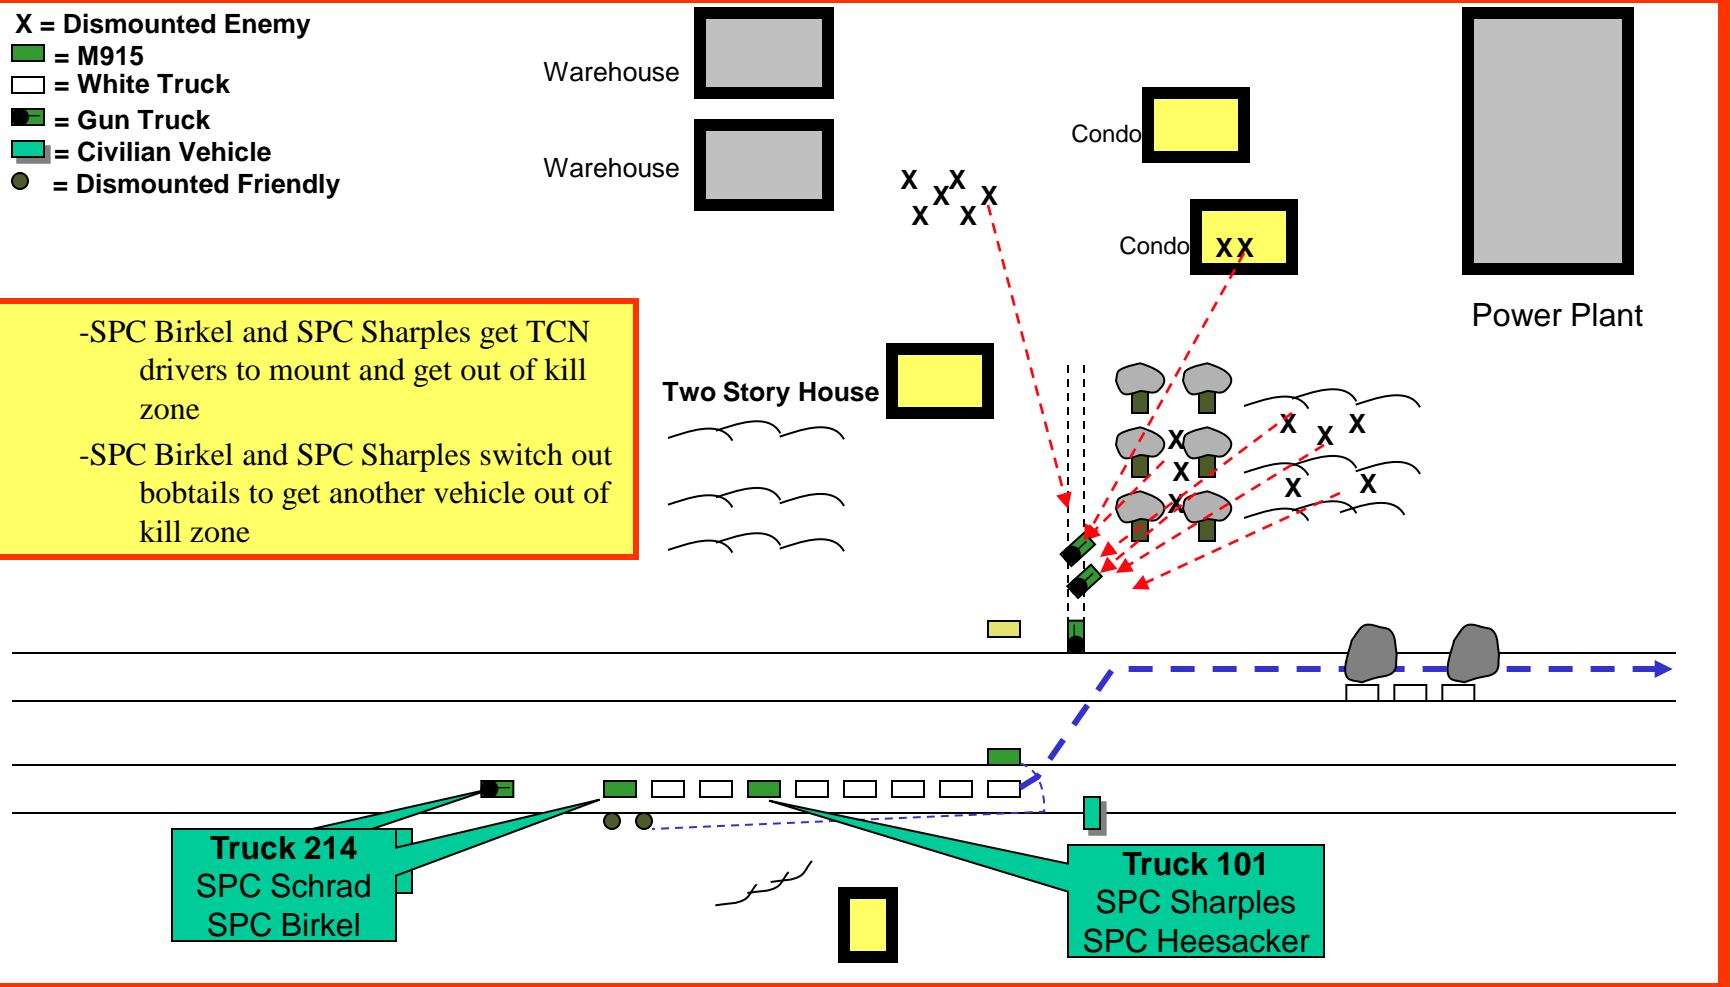 X = Dismounted Enemy
= M915
= White Truck
= Gun Truck
= Civilian Vehicle
= Dismounted Friendly
Warehouse
Warehouse
Condo
Condo
X X
X X
X X
X X
Power Plant
-SPC Birkel and SPC Sharples get TCN
drivers to mount and get out of kill
zone
-SPC Birkel and SPC Sharples switch out
bobtails to get another vehicle out of
kill zone
Two Story House
X
X
X
X X X
X X
Truck 214
SPC Schrad
SPC Birkel
Truck 101
SPC Sharples
SPC Heesacker